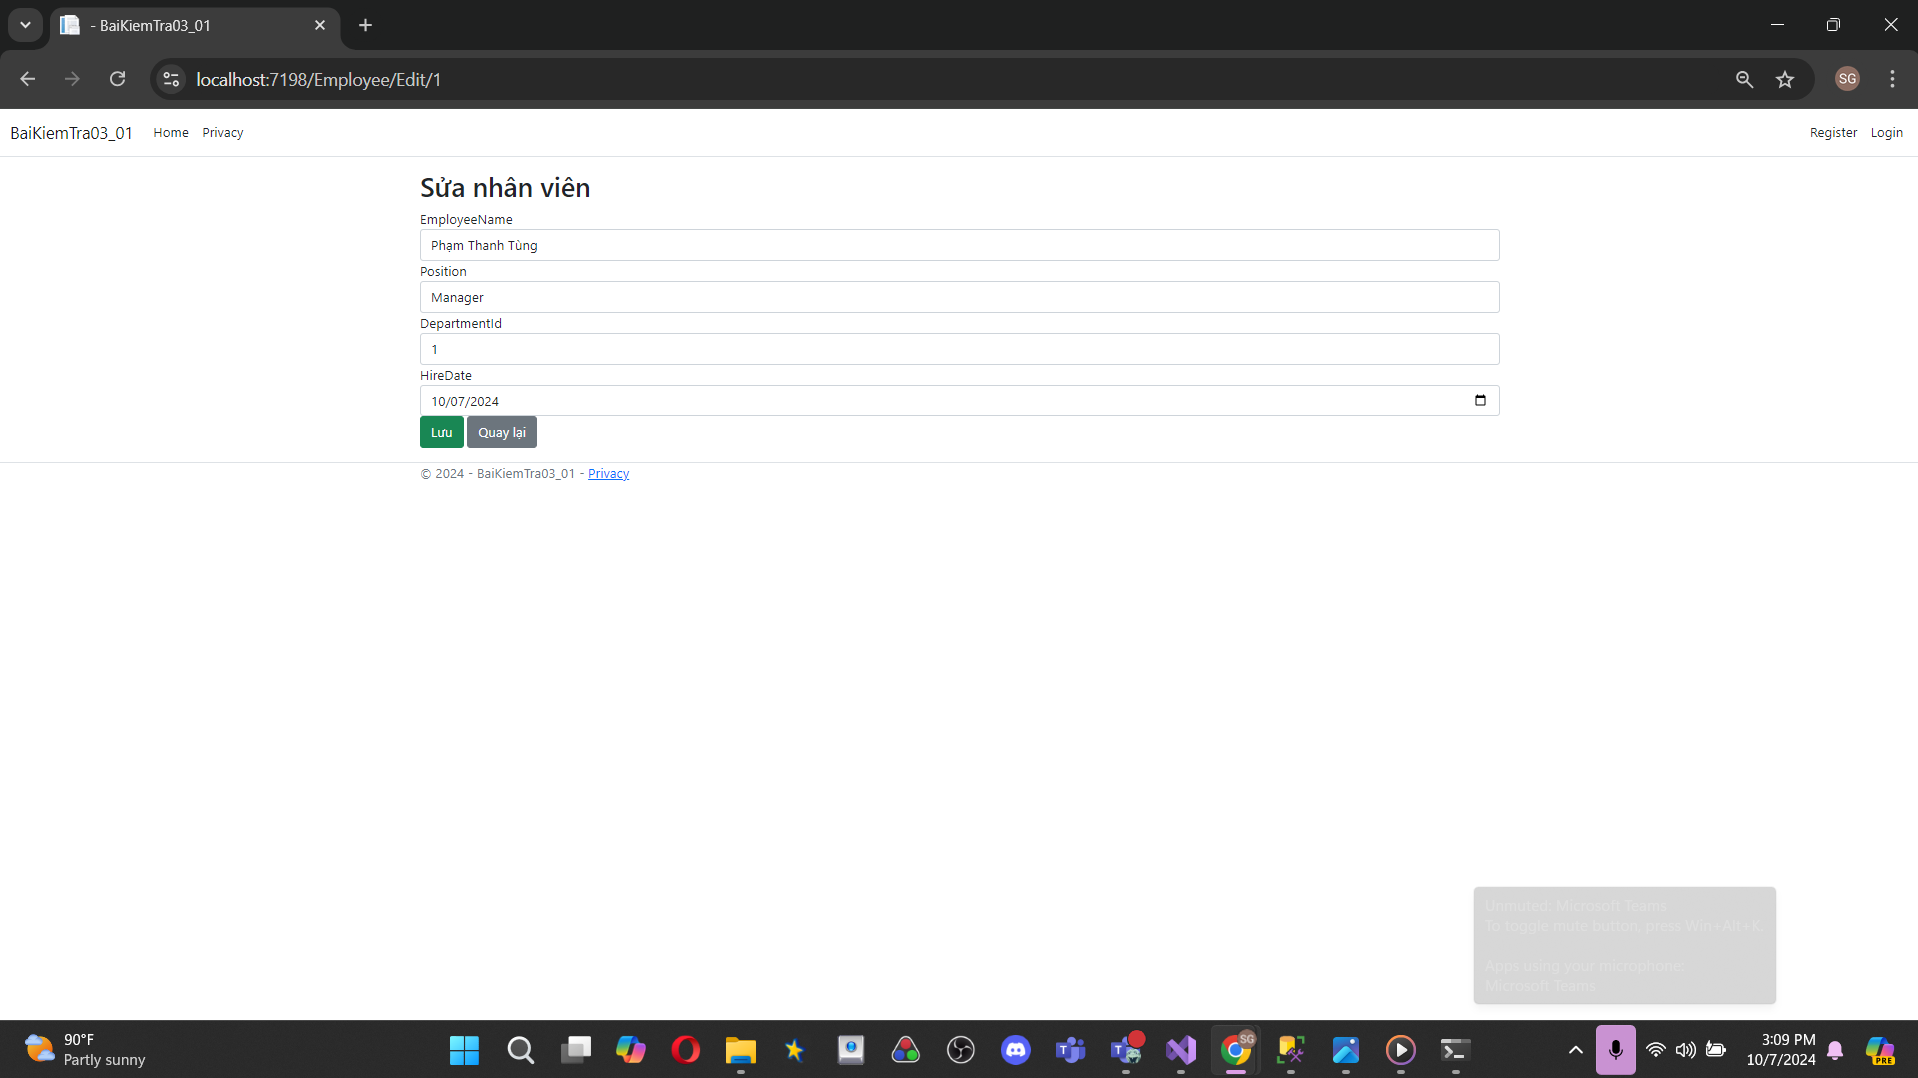 - BaiKiemTra03_01
localhost:7198/Employee/Edit/1
SG
BaiKiemTra03_01 Home Privacy Register Login
Sửa nhân viên
EmployeeName
Phạm Thanh Tùng
Position
Manager
DepartmentId
1
HireDate
10/07/2024
Lưu Quay lại
© 2024 - BaiKiemTra03_01 - Privacy
Unmuted: Microsoft Teams
To toggle mute button, press Win+Alt+K.
Apps using your microphone:
Microsoft Teams
90°F
Partly sunny
SG
3:09 PM
10/7/2024
PRE